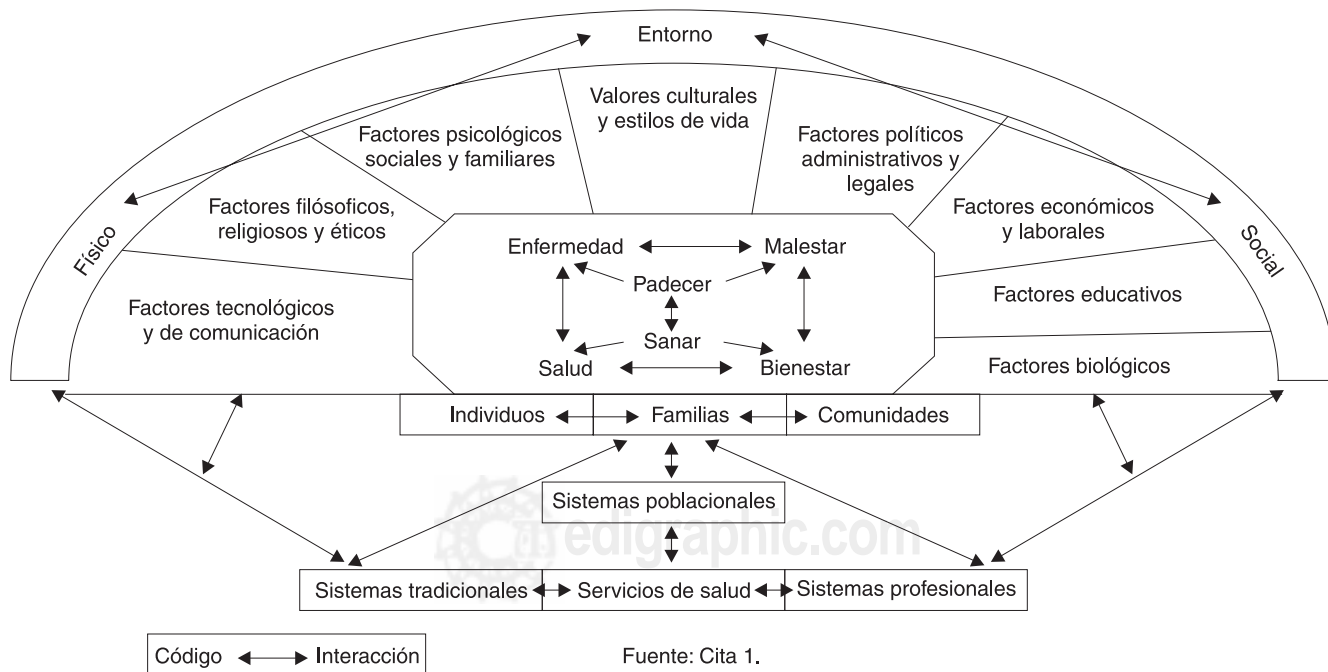 Entorno
Físico
Social
Valores culturales
y estilos de vida
Factores psicológicos
sociales y familiares
Factores políticos
administrativos y
legales
Factores filósoficos,
religiosos y éticos
Factores económicos
y laborales
Factores tecnológicos
y de comunicación
Factores educativos
Factores biológicos
Enfermedad
Malestar
Padecer
Sanar
Salud
Bienestar
Individuos
Familias
Comunidades
Sistemas poblacionales
edigraphic.com
Sistemas tradicionales
Servicios de salud
Sistemas profesionales
Código
Interacción
Fuente: Cita 1.